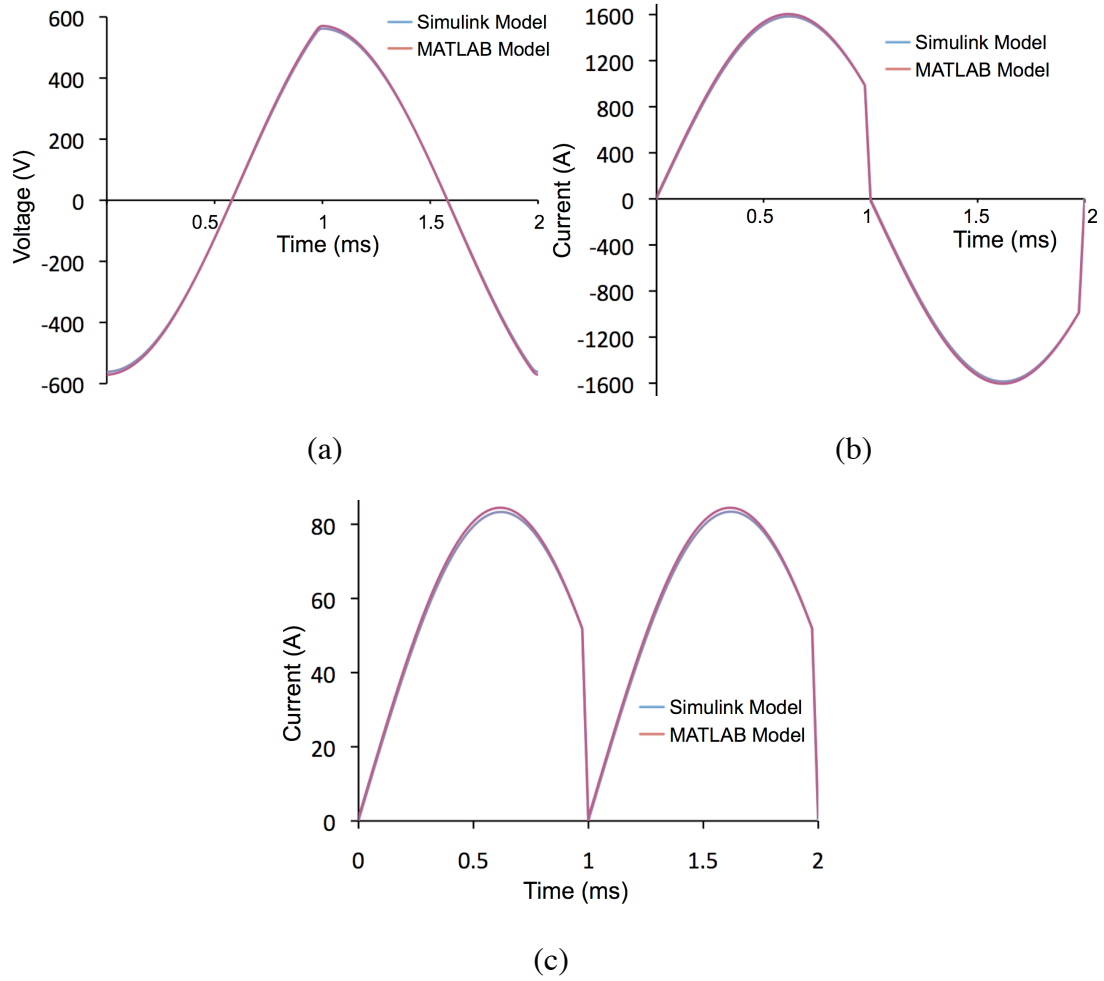 600
400
200
0
-200
-400
-600
Voltage (V)
0.5
1
1.5
2
Time (ms)
Simulink Model
MATLAB Model
(a)
1600
1200
800
400
0
-400
-800
-1200
-1600
Current (A)
0.5
1
1.5
2
Time (ms)
Simulink Model
MATLAB Model
(b)
80
60
40
20
0
Current (A)
Simulink Model
MATLAB Model
0
0.5
1
1.5
2
Time (ms)
(c)